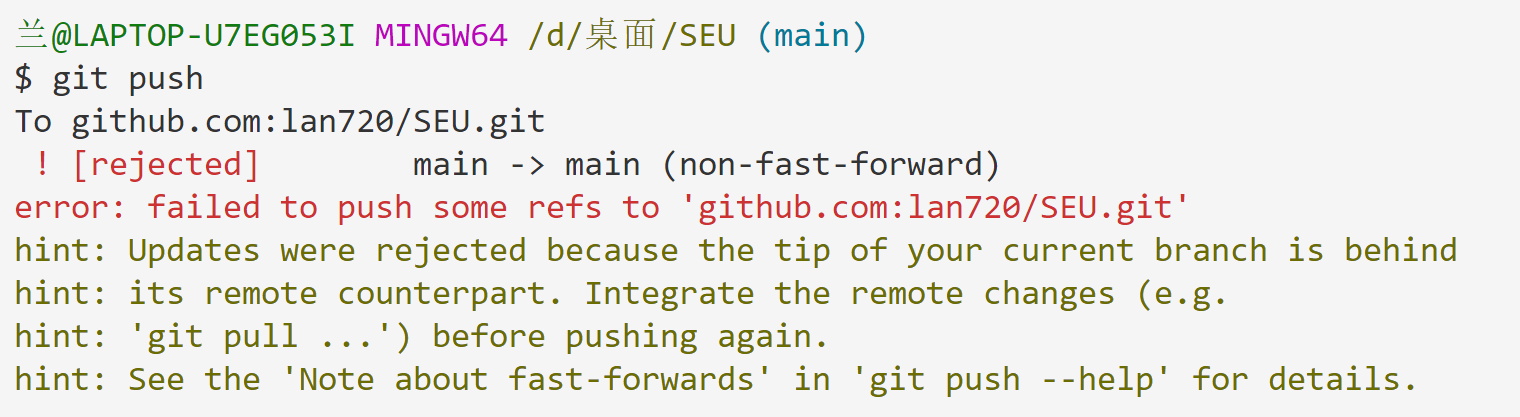 兰@LAPTOP-U7EG053I MINGW64 /d/桌面/SEU (main)
$ git push
To github.com:lan720/SEU.git
 ! [rejected]        main -> main (non-fast-forward)
error: failed to push some refs to 'github.com:lan720/SEU.git'
hint: Updates were rejected because the tip of your current branch is behind
hint: its remote counterpart. Integrate the remote changes (e.g.
hint: 'git pull ...') before pushing again.
hint: See the 'Note about fast-forwards' in 'git push --help' for details.